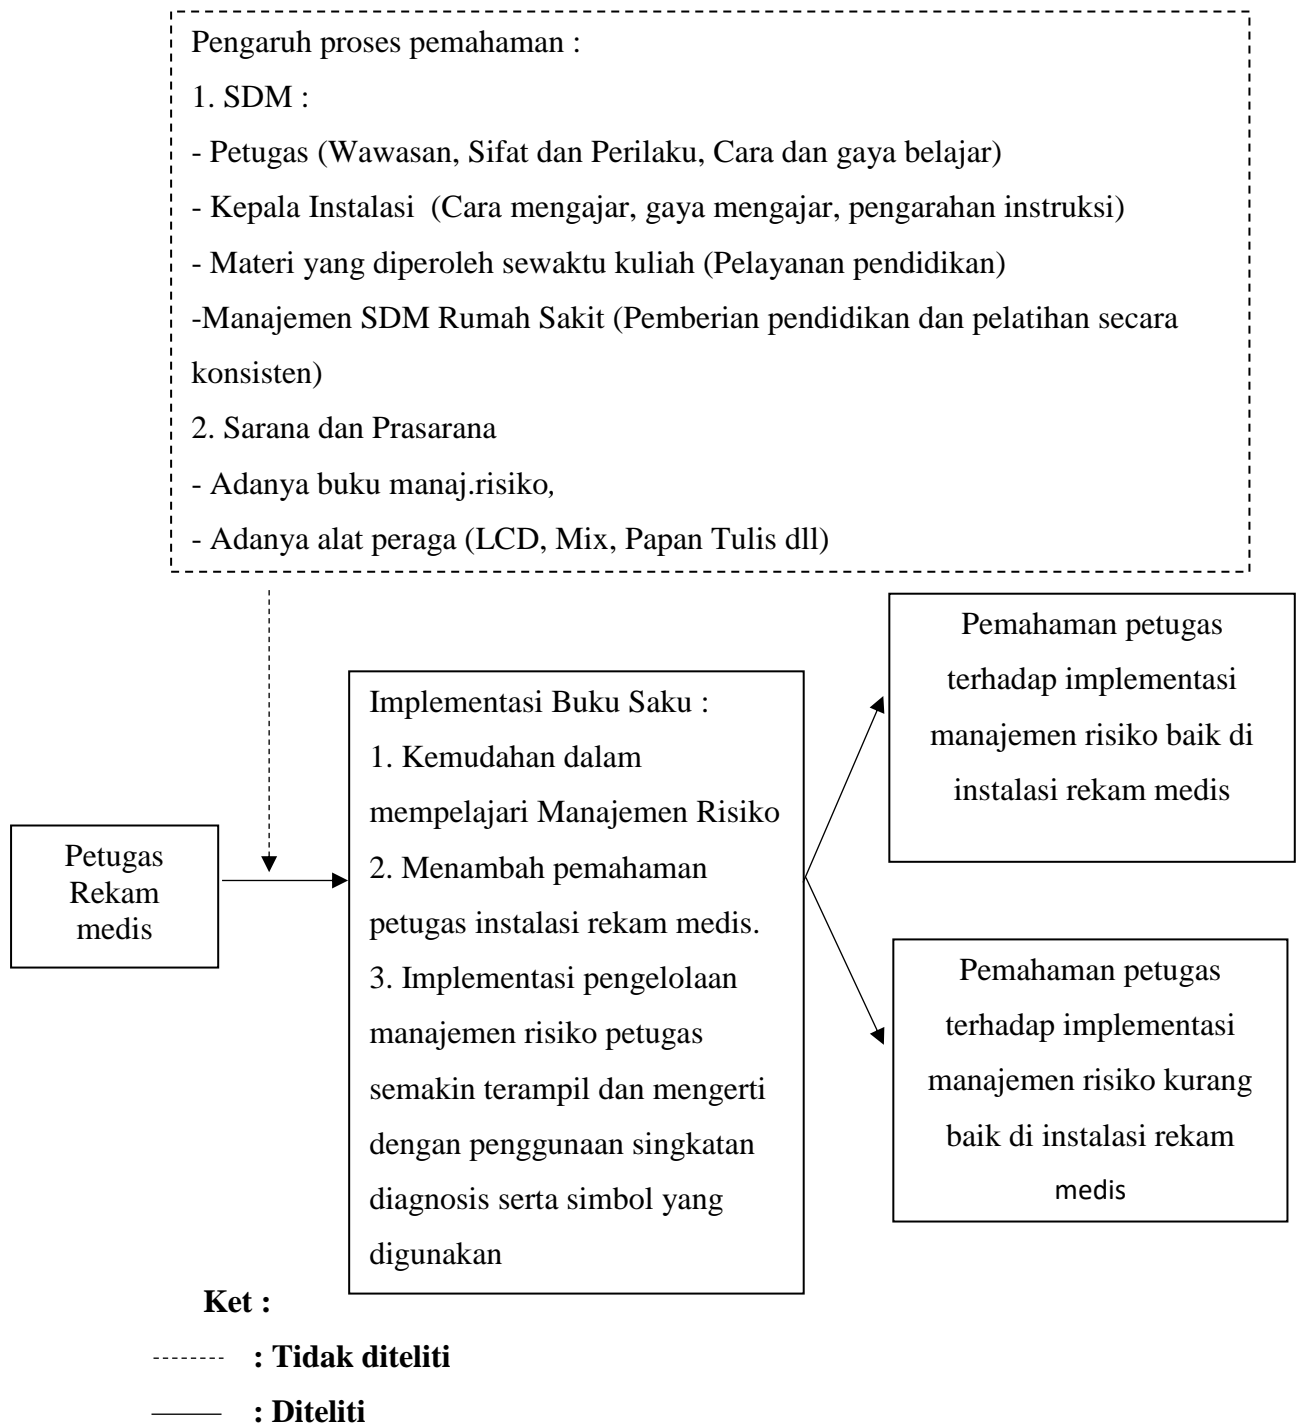 Pengaruh proses pemahaman :
1. SDM :
- Petugas (Wawasan, Sifat dan Perilaku, Cara dan gaya belajar)
- Kepala Instalasi  (Cara mengajar, gaya mengajar, pengarahan instruksi)
- Materi yang diperoleh sewaktu kuliah (Pelayanan pendidikan)
-Manajemen SDM Rumah Sakit (Pemberian pendidikan dan pelatihan secara
konsisten)
2. Sarana dan Prasarana
- Adanya buku manaj.risiko,
- Adanya alat peraga (LCD, Mix, Papan Tulis dll)
Petugas
Rekam
medis
Implementasi Buku Saku :
1. Kemudahan dalam
mempelajari Manajemen Risiko
2. Menambah pemahaman
petugas instalasi rekam medis.
3. Implementasi pengelolaan
manajemen risiko petugas
semakin terampil dan mengerti
dengan penggunaan singkatan
diagnosis serta simbol yang
digunakan
Pemahaman petugas
terhadap implementasi
manajemen risiko baik di
instalasi rekam medis
Pemahaman petugas
terhadap implementasi
manajemen risiko kurang
baik di instalasi rekam
medis
Ket :
: Tidak diteliti
: Diteliti